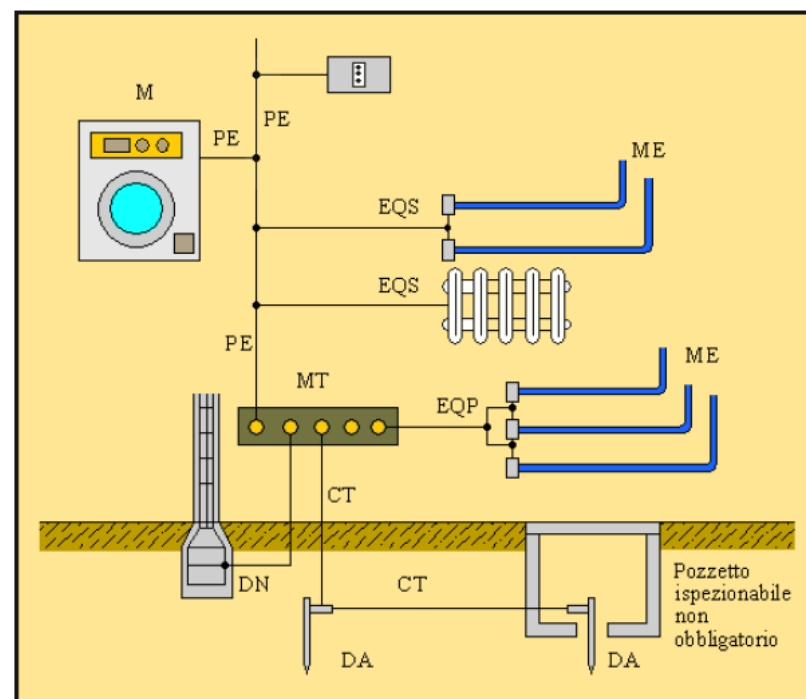 M
PE
PE
ME
EQS
EQS
PE
MT
ME
EQP
CT
DN
CT
Pozzetto
ispezionabile
non
obbligatorio
DA
DA